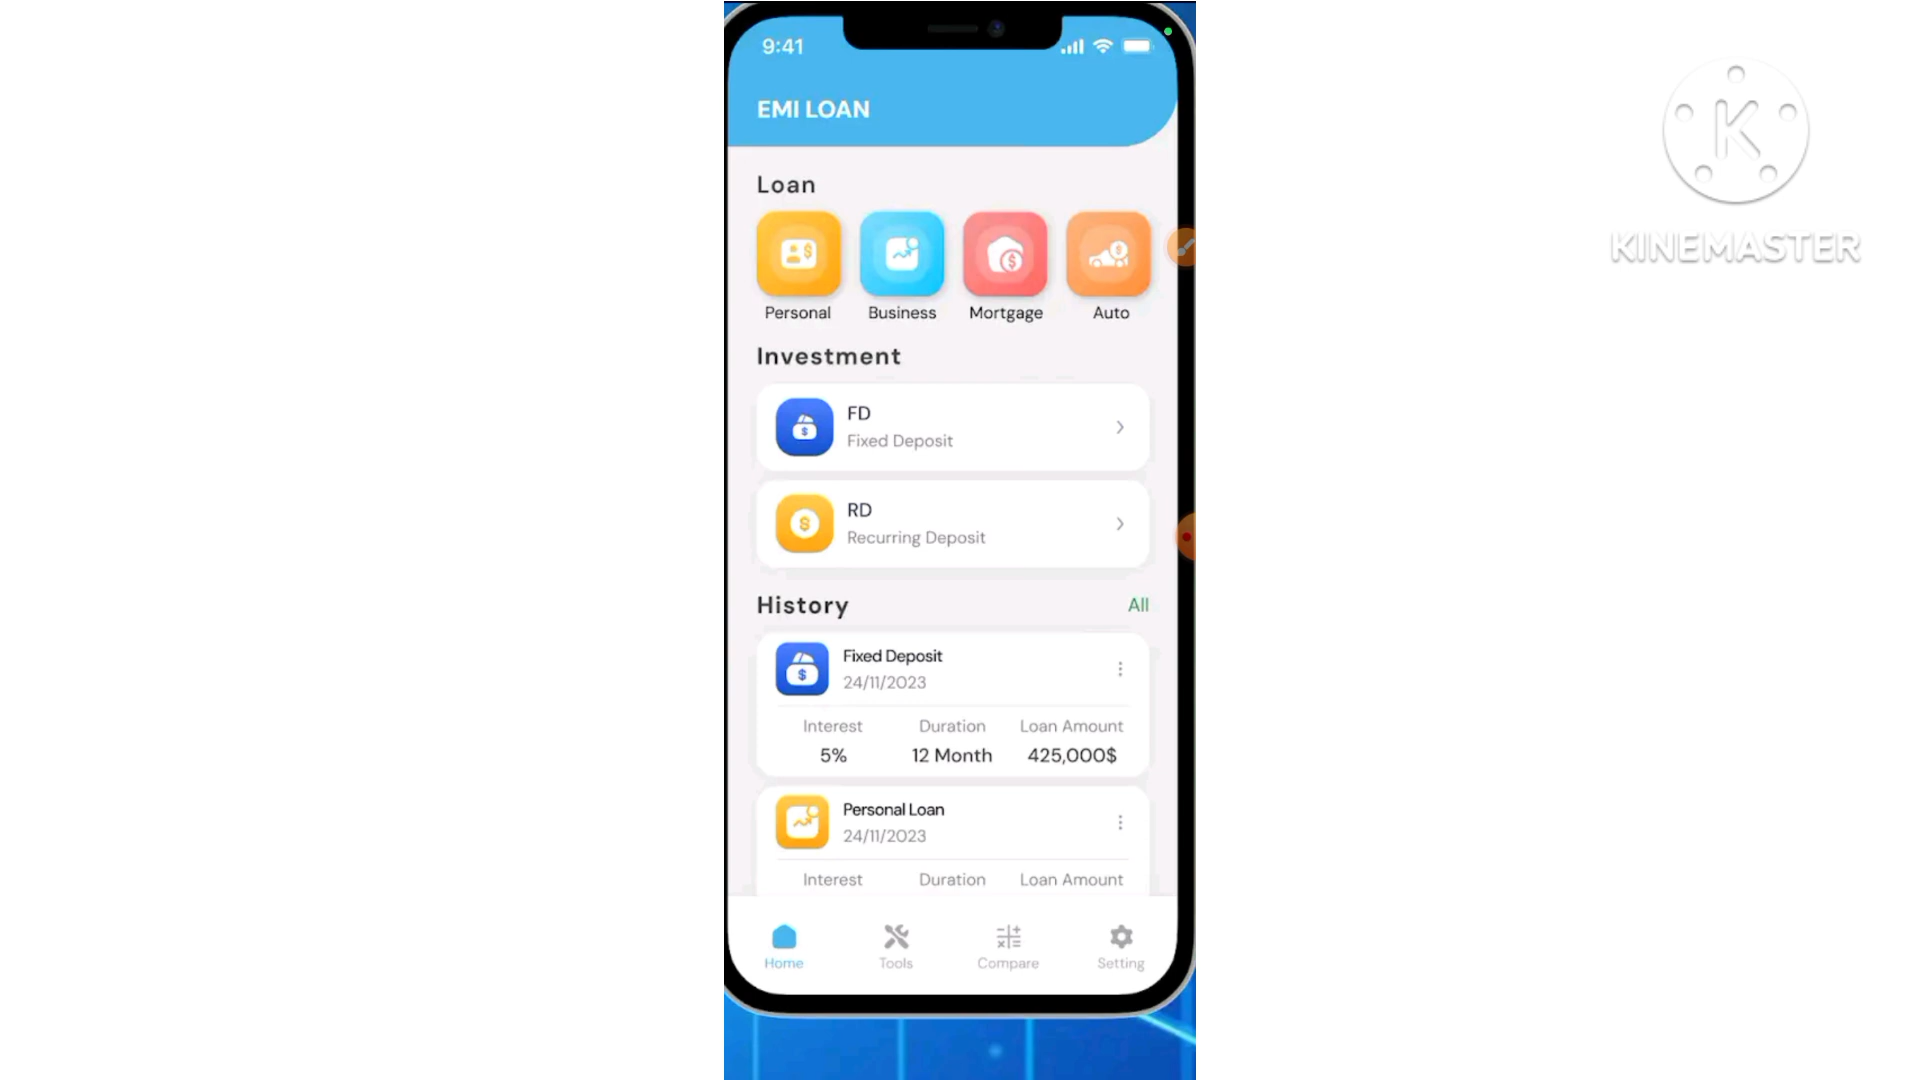 9:41
EMI LOAN
KINEMASTER
Loan
Personal Business Mortgage Auto
Investment
FD
Fixed Deposit
RD
Recurring Deposit
History All
Fixed Deposit
24/11/2023
Interest Duration Loan Amount
5% 12 Month 425,000$
Personal Loan
24/11/2023
Interest Duration Loan Amount
Home Tools Compare Setting